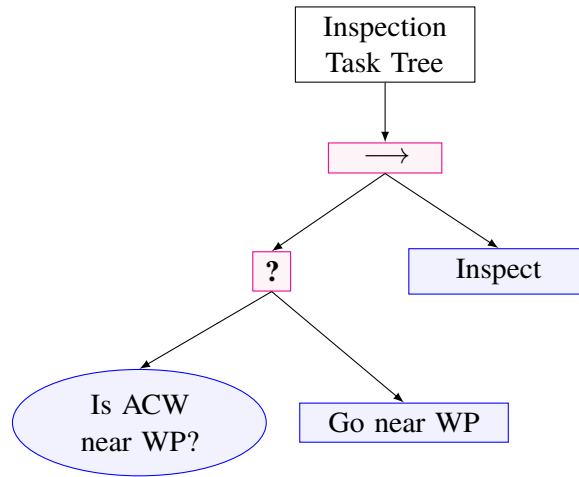 Inspection
Task Tree
⟶
?
Inspect
Is ACW
near WP?
Go near WP